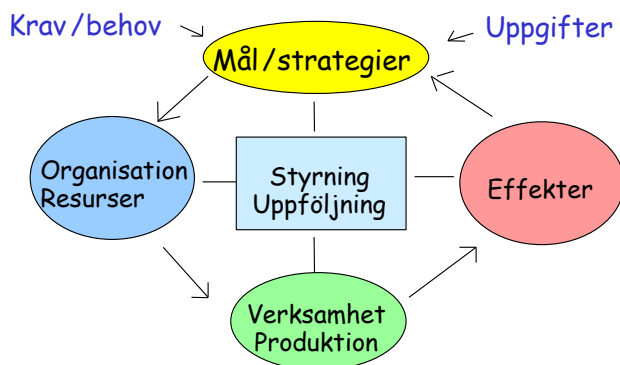 Krav/behov
Uppgifter
Mål/strategier
Organisation
Resurser
Styrning
Uppföljning
Effekter
Verksamhet
Produktion